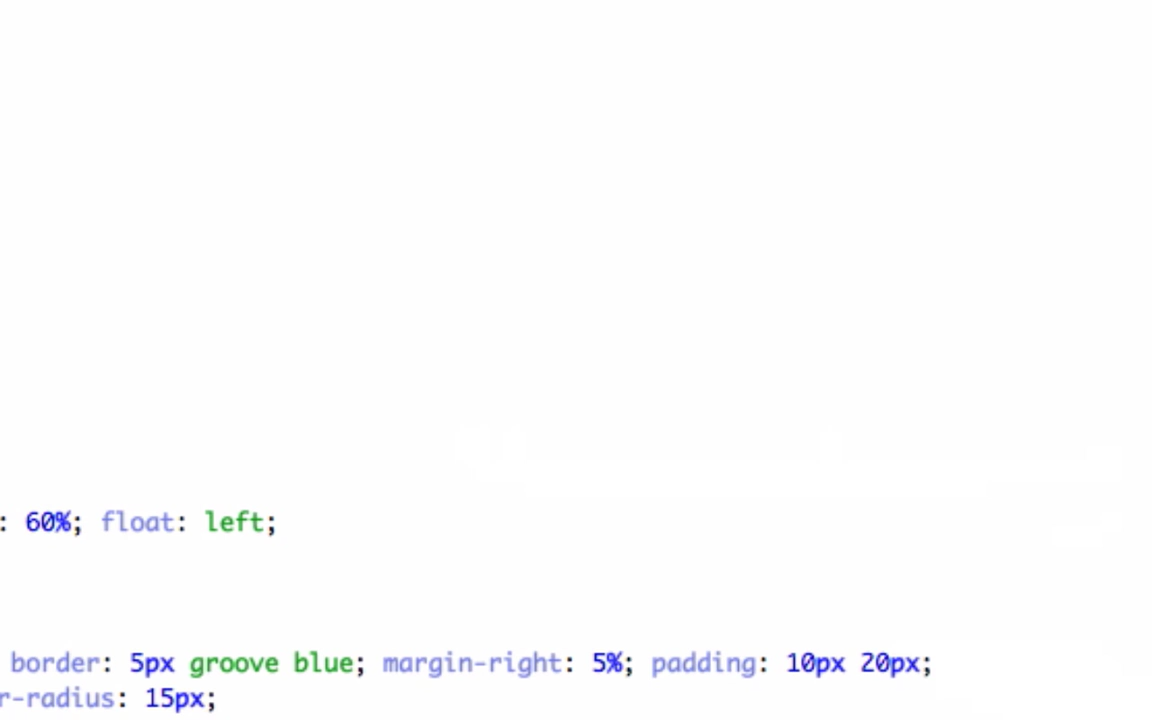 : 60%; float: left;
border: 5px groove blue; margin-right: 5%; padding: 10px 20px;
r-radius: 15px;